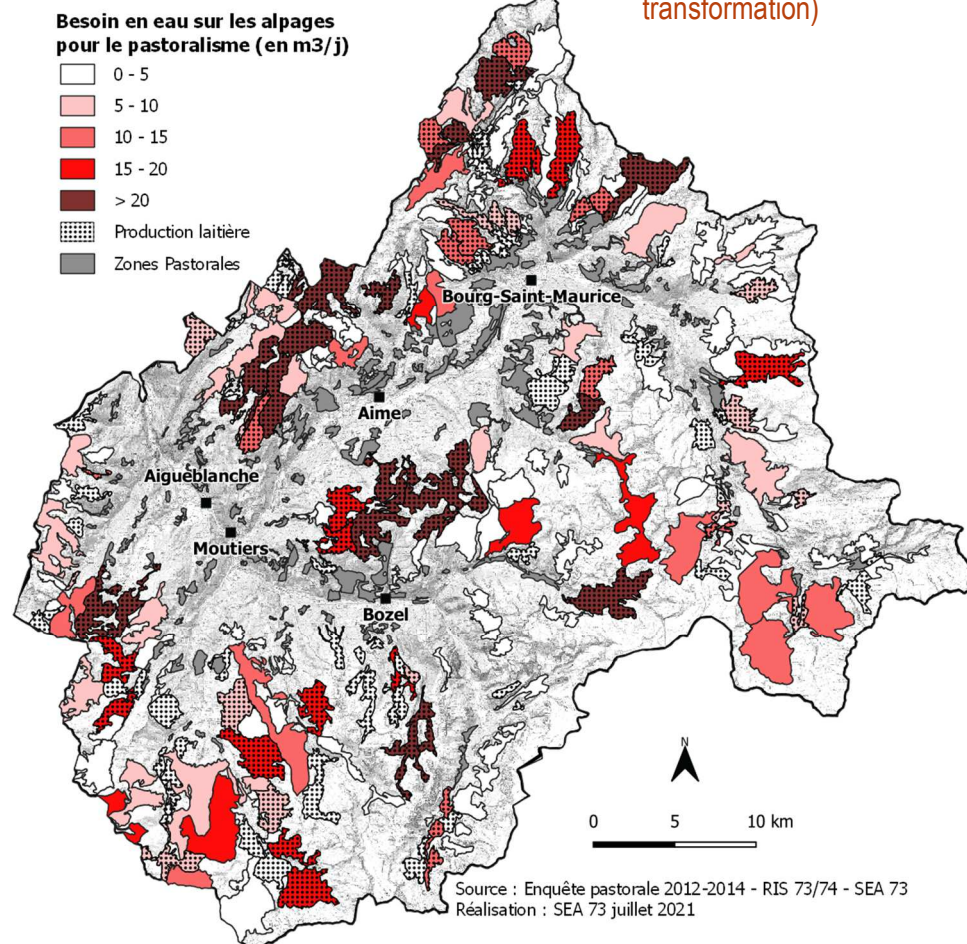 transformation)
Besoin en eau sur les alpages
pour le pastoralisme (en m3/j)
0 - 5
5 - 10
10 - 15
15 - 20
> 20
Production laitière
Zones Pastorales
Bourg-Saint-Maurice
Aime
Aigueblanche
Moutiers
Bozel
N
0 5 10 km
Source : Enquête pastorale 2012-2014 - RIS 73/74 - SEA 73
Réalisation : SEA 73 juillet 2021